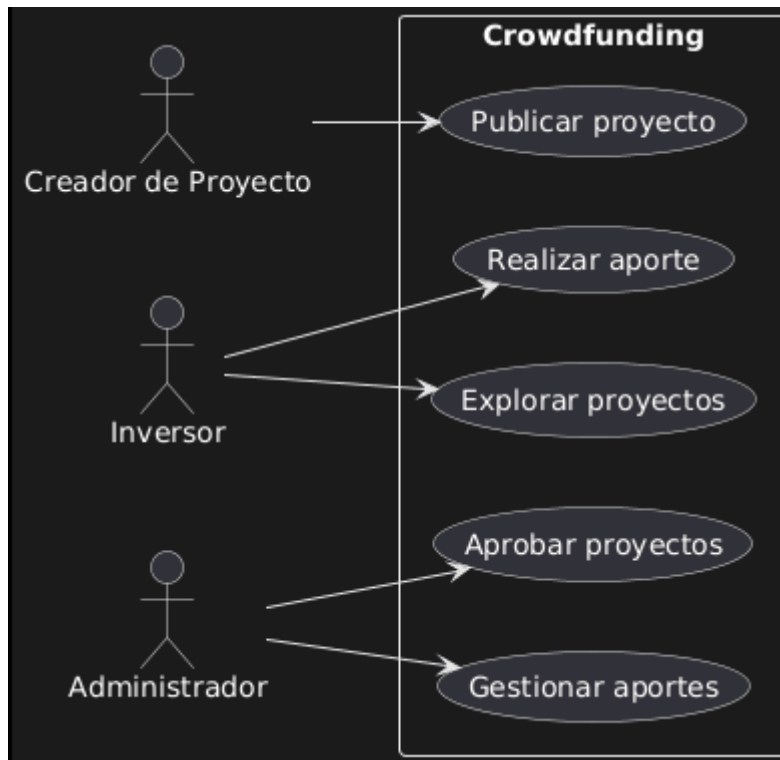 Crowdfunding
Publicar proyecto
Creador de Proyecto
Realizar aporte
Explorar proyectos
Inversor
Aprobar proyectos
Gestionar aportes
Administrador